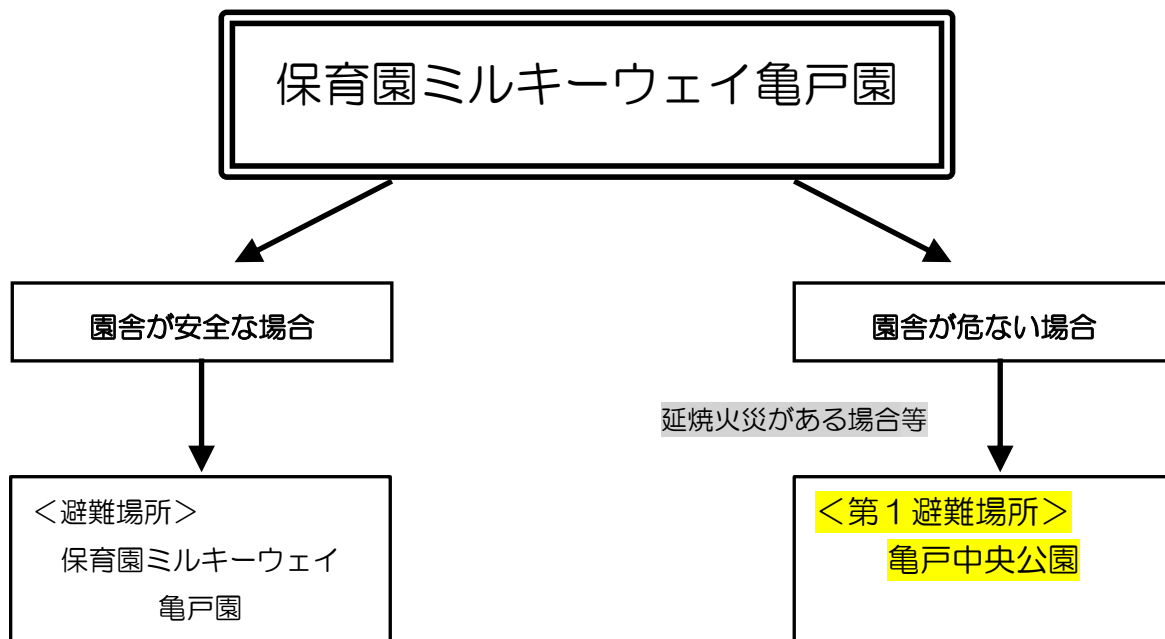 保育園ミルキーウェイ亀戸園
園舎が安全な場合
園舎が危ない場合
延焼火災がある場合等
＜避難場所＞
保育園ミルキーウェイ
亀戸園
＜第１避難場所＞
亀戸中央公園